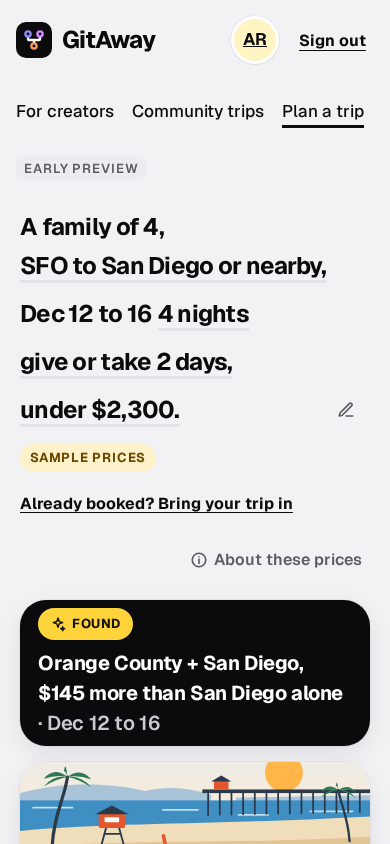 GitAway
AR
Sign out
For creators
Community trips
Plan a trip
EARLY PREVIEW
A family of 4,
SFO to San Diego or nearby,
Dec 12 to 16 4 nights
give or take 2 days,
under $2,300.
SAMPLE PRICES
Already booked? Bring your trip in
About these prices
FOUND
Orange County + San Diego,
$145 more than San Diego alone
· Dec 12 to 16